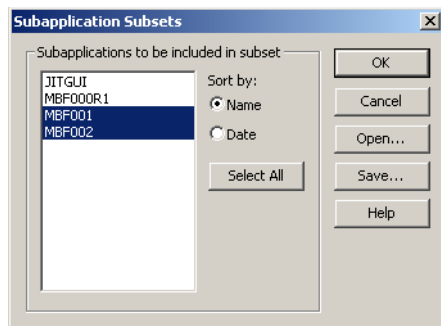 Subapplication Subsets
Subapplications to be included in subset
JITGUI
MBF000R1
MBF001
MBF002
Sort by:
Name
Date
Select All
OK
Cancel
Open...
Save...
Help